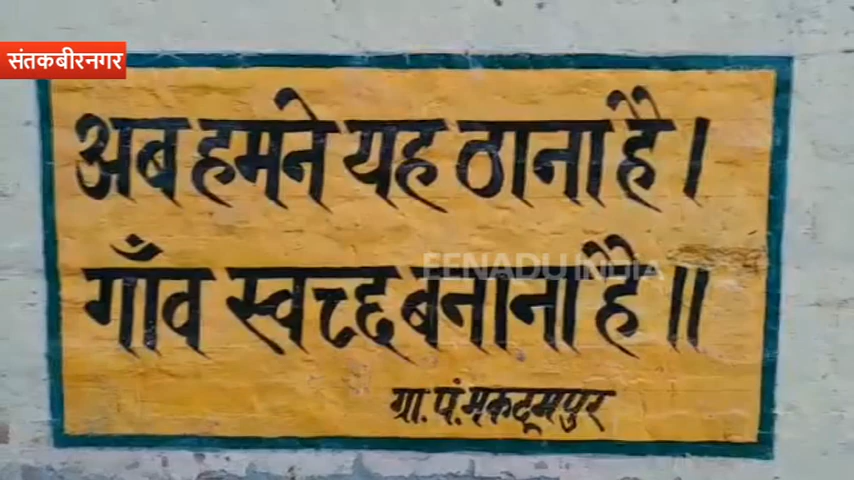 संतकबीरनगर
अब हमने यह ठाना है।
गाँव स्वच्द बनाना है॥
EENADU INDIA
ग्रा.पं.मकदूमपुर